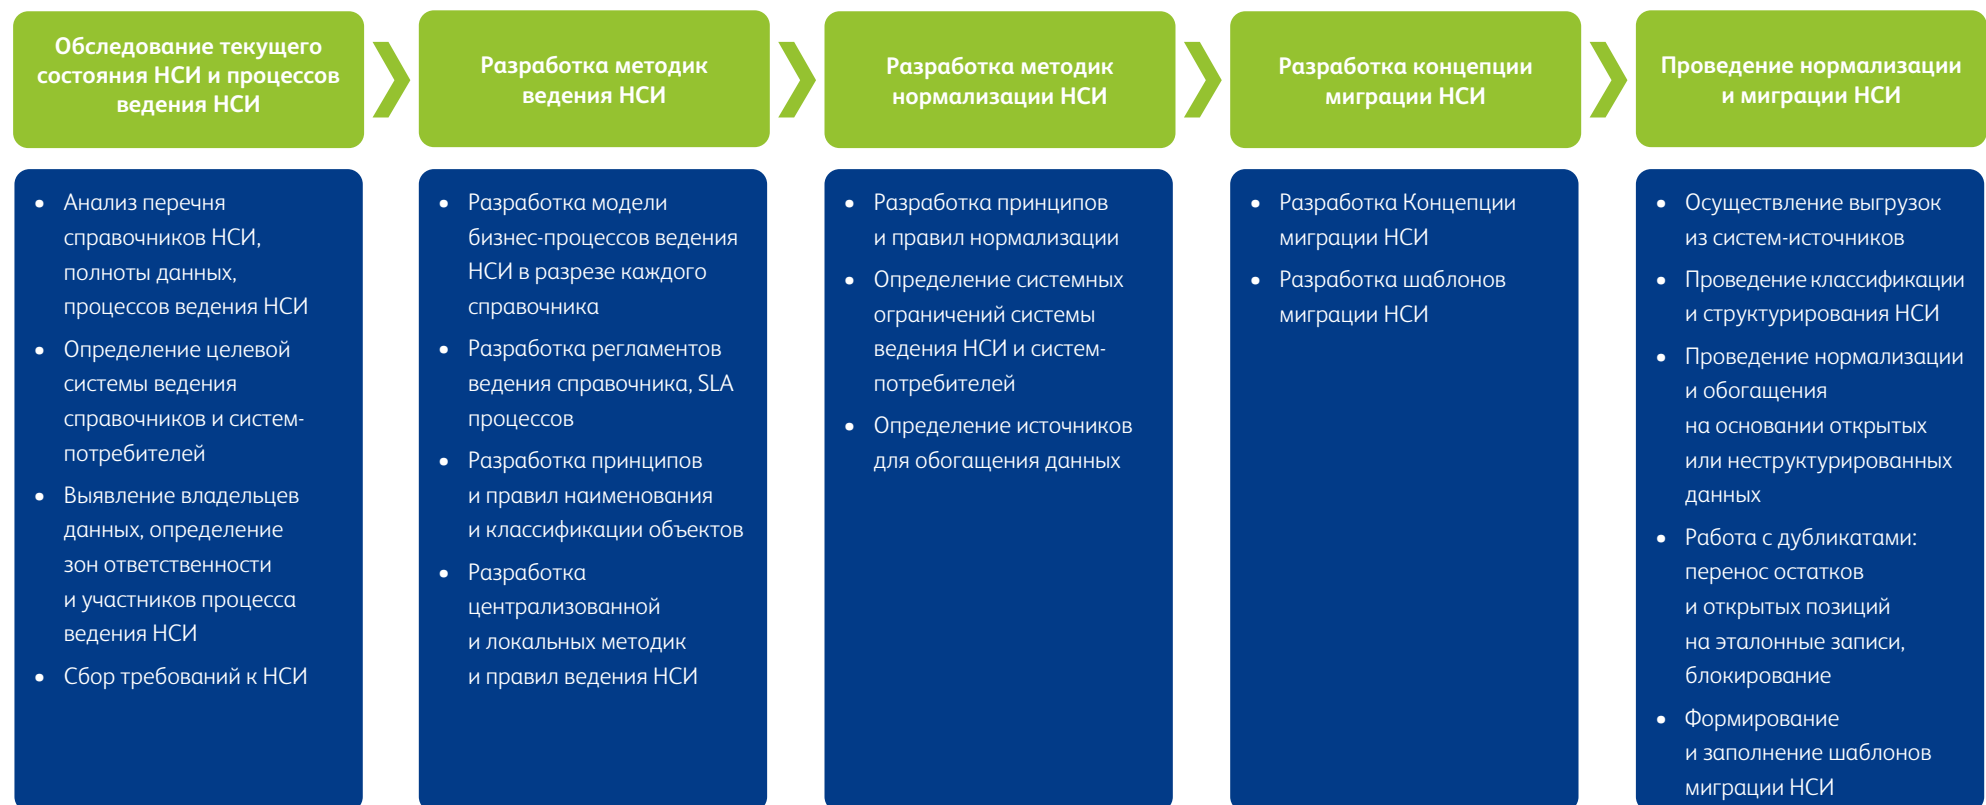 Обследование текущего
состояния НСИ и процессов
ведения НСИ
Разработка методик
ведения НСИ
Разработка методик
нормализации НСИ
Разработка концепции
миграции НСИ
Проведение нормализации
и миграции НСИ
• Анализ перечня
справочников НСИ,
полноты данных,
процессов ведения НСИ
• Определение целевой
системы ведения
справочников и систем-
потребителей
• Выявление владельцев
данных, определение
зон ответственности
и участников процесса
ведения НСИ
• Сбор требований к НСИ
• Разработка модели
бизнес-процессов ведения
НСИ в разрезе каждого
справочника
• Разработка регламентов
ведения справочника, SLA
процессов
• Разработка принципов
и правил наименования
и классификации объектов
• Разработка
централизованной
и локальных методик
и правил ведения НСИ
• Разработка принципов
и правил нормализации
• Определение системных
ограничений системы
ведения НСИ и систем-
потребителей
• Определение источников
для обогащения данных
• Разработка Концепции
миграции НСИ
• Разработка шаблонов
миграции НСИ
• Осуществление выгрузок
из систем-источников
• Проведение классификации
и структурирования НСИ
• Проведение нормализации
и обогащения
на основании открытых
или неструктурированных
данных
• Работа с дубликатами:
перенос остатков
и открытых позиций
на эталонные записи,
блокирование
• Формирование
и заполнение шаблонов
миграции НСИ